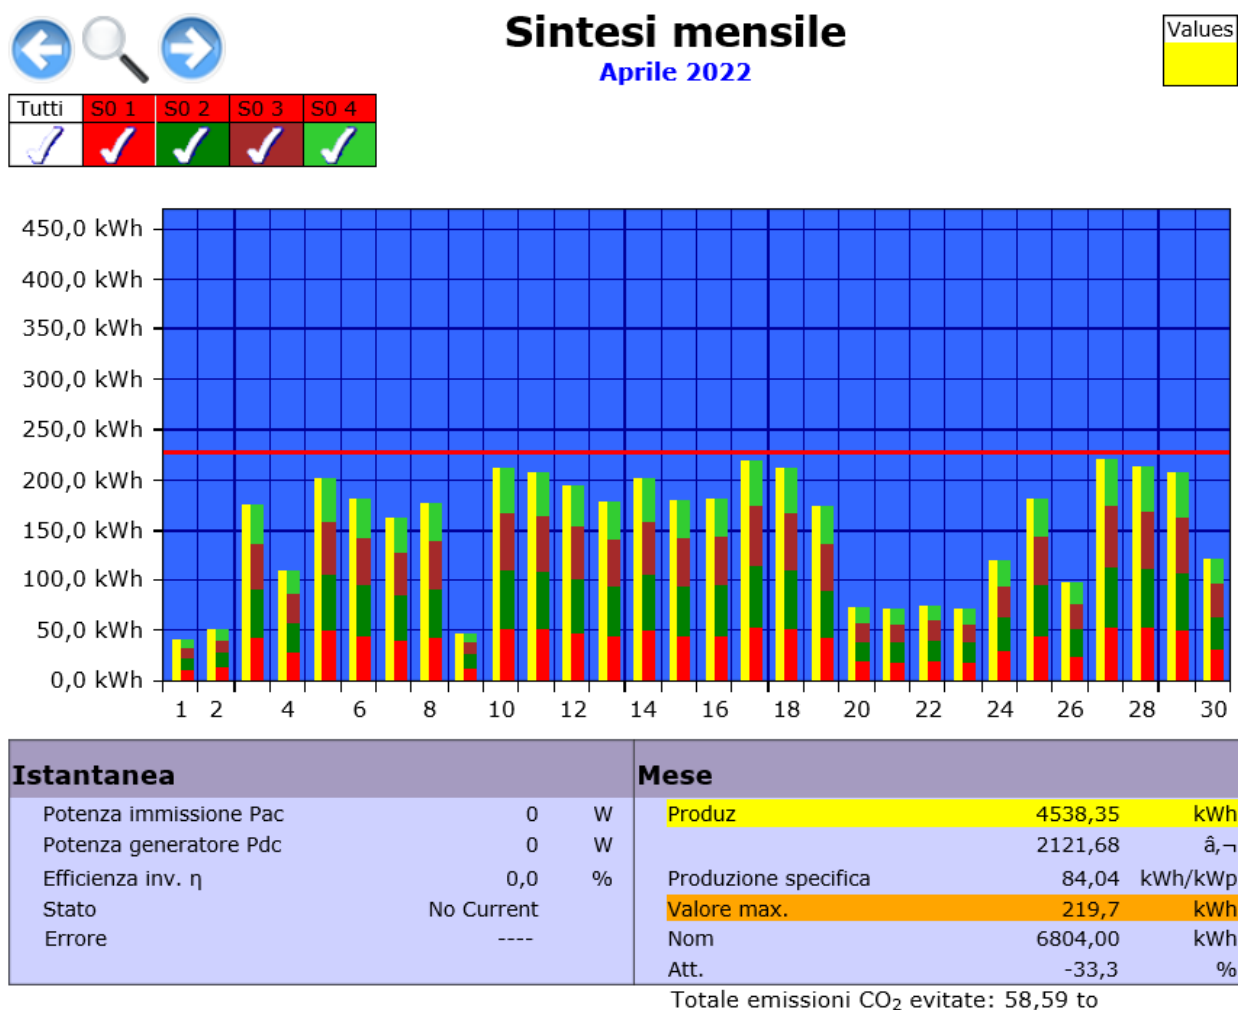 Sintesi mensile
Values
Aprile 2022
Tutti S0 1 S0 2 S0 3 S0 4
450,0 kWh
400,0 kWh
350,0 kWh
300,0 kWh
250,0 kWh
200,0 kWh
150,0 kWh
100,0 kWh
50,0 kWh
0,0 kWh
1 2 4 6 8 10 12 14 16 18 20 22 24 26 28 30
Istantanea
Potenza immissione Pac 0 W
Potenza generatore Pdc 0 W
Efficienza inv. η 0,0 %
Stato No Current
Errore ----
Mese
Produz 4538,35 kWh
2121,68 â‚¬
Produzione specifica 84,04 kWh/kWp
Valore max. 219,7 kWh
Nom 6804,00 kWh
Att. -33,3 %
Totale emissioni CO₂ evitate: 58,59 to